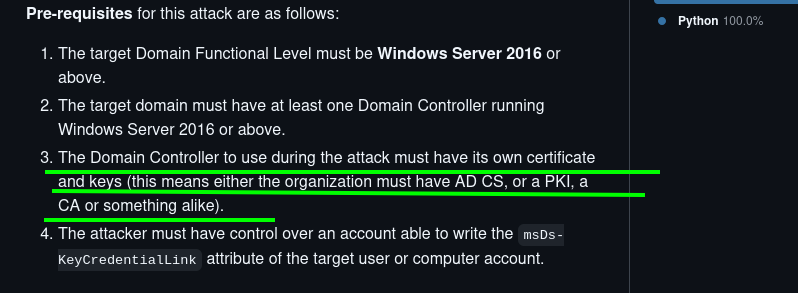 Pre-requisites for this attack are as follows:
Python 100.0%
1. The target Domain Functional Level must be Windows Server 2016 or
above.
2. The target domain must have at least one Domain Controller running
Windows Server 2016 or above.
3. The Domain Controller to use during the attack must have its own certificate
and keys (this means either the organization must have AD CS, or a PKI, a
CA or something alike).
4. The attacker must have control over an account able to write the msDs-
KeyCredentialLink attribute of the target user or computer account.